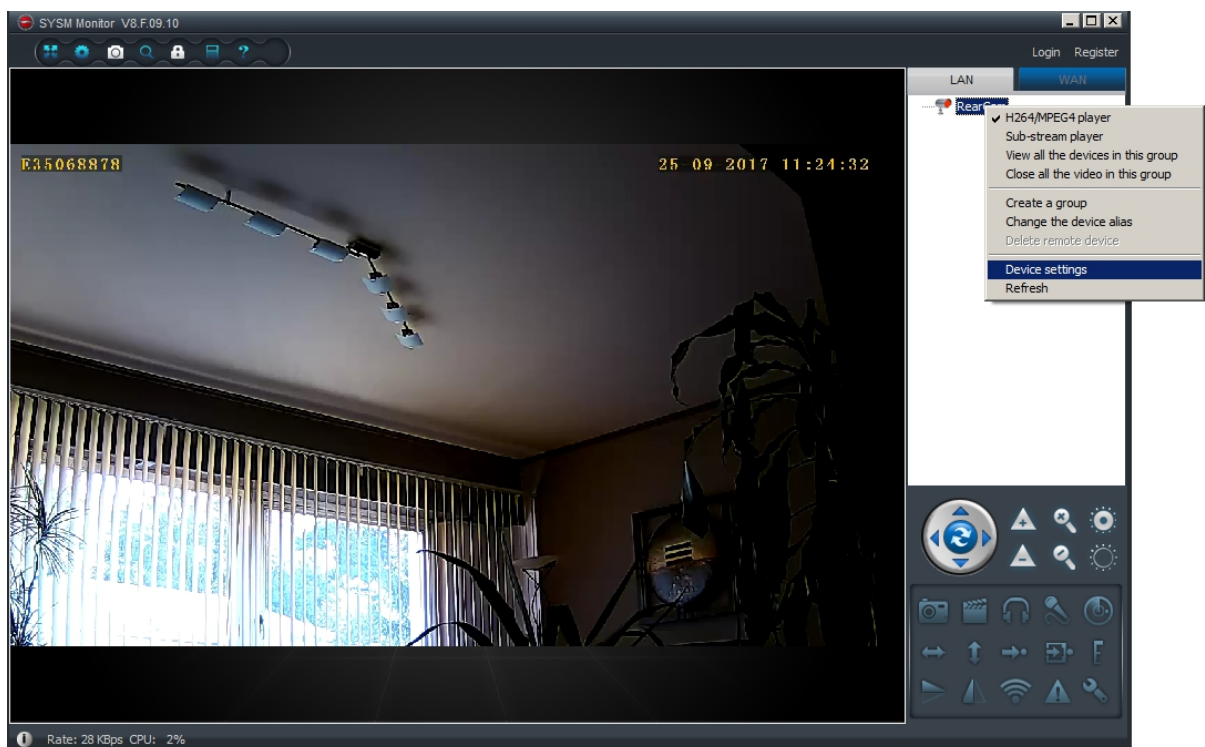 SYSM Monitor V8.F.09.10
?
Login Register
LAN WAN
RearCam
E35068878
25-09-2017 11:24:32
H264/MPEG4 player
Sub-stream player
View all the devices in this group
Close all the video in this group
Create a group
Change the device alias
Delete remote device
Device settings
Refresh
Rate: 28 KBps CPU: 2%